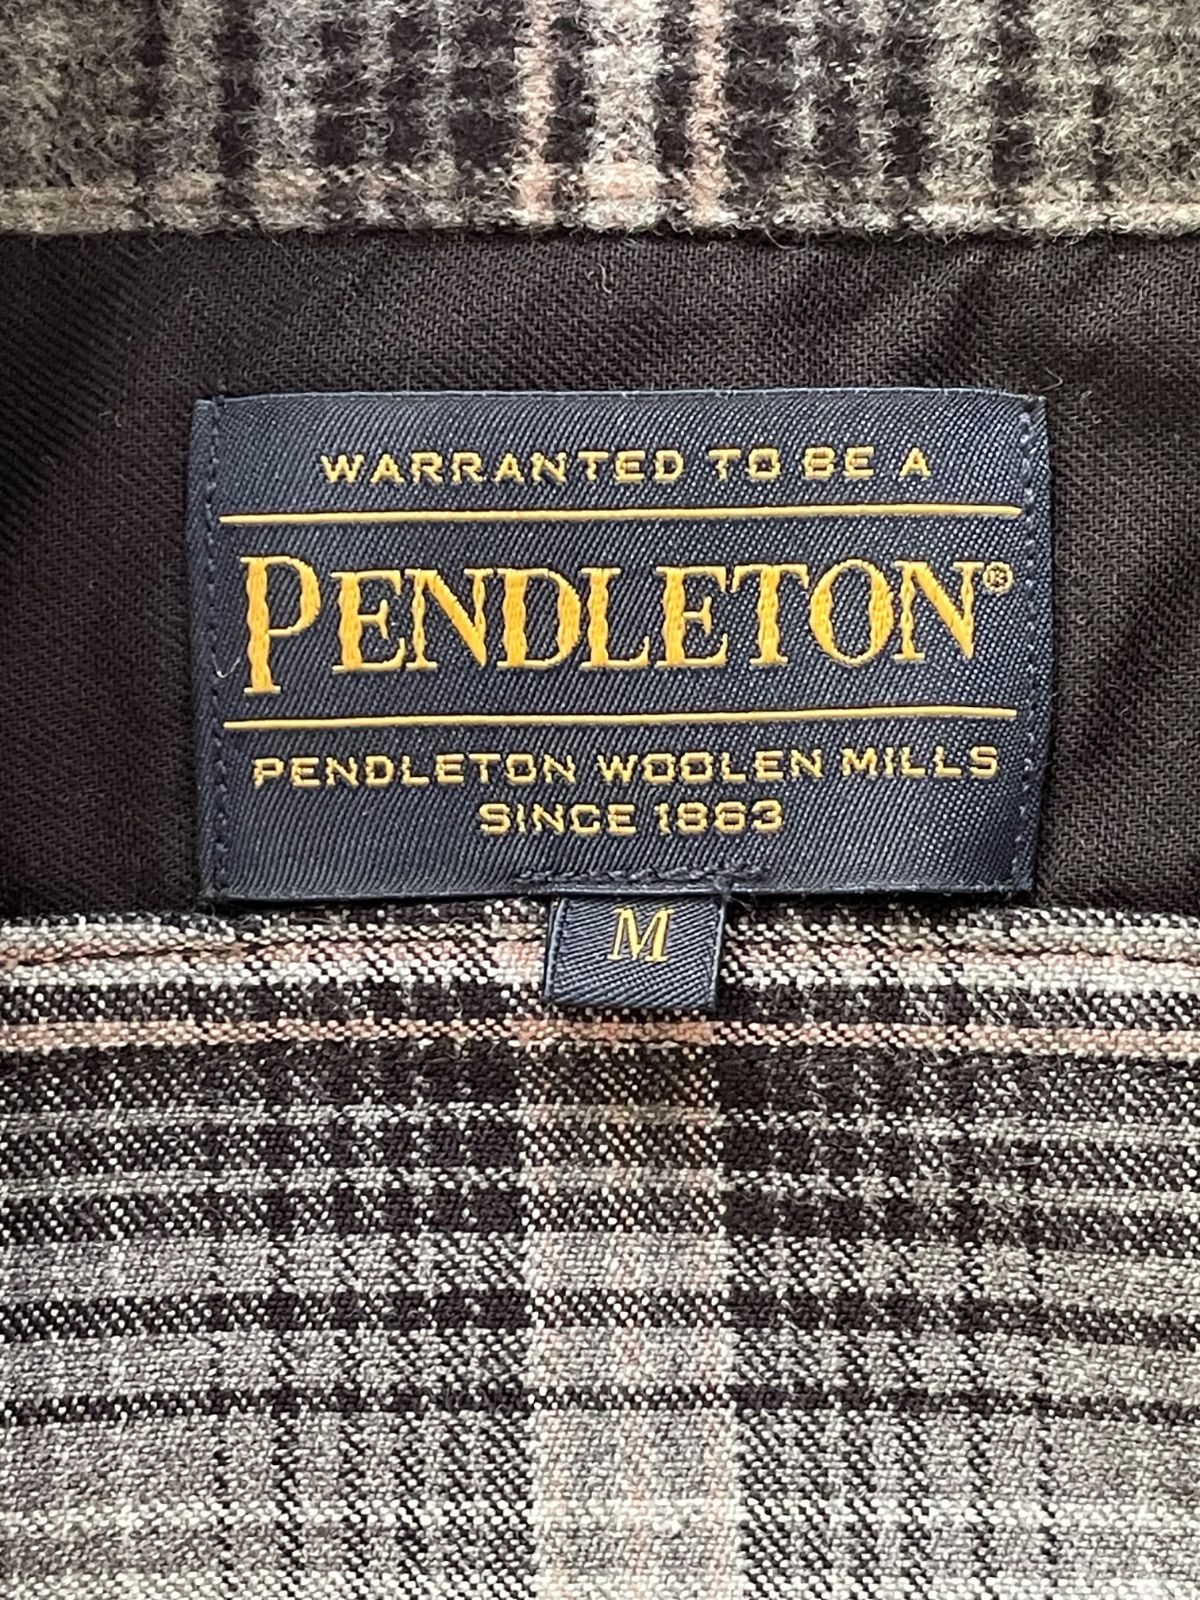 WARRANTED TO BE A
PENDLETON®
PENDLETON WOOLEN MILLS
SINCE 1863
M